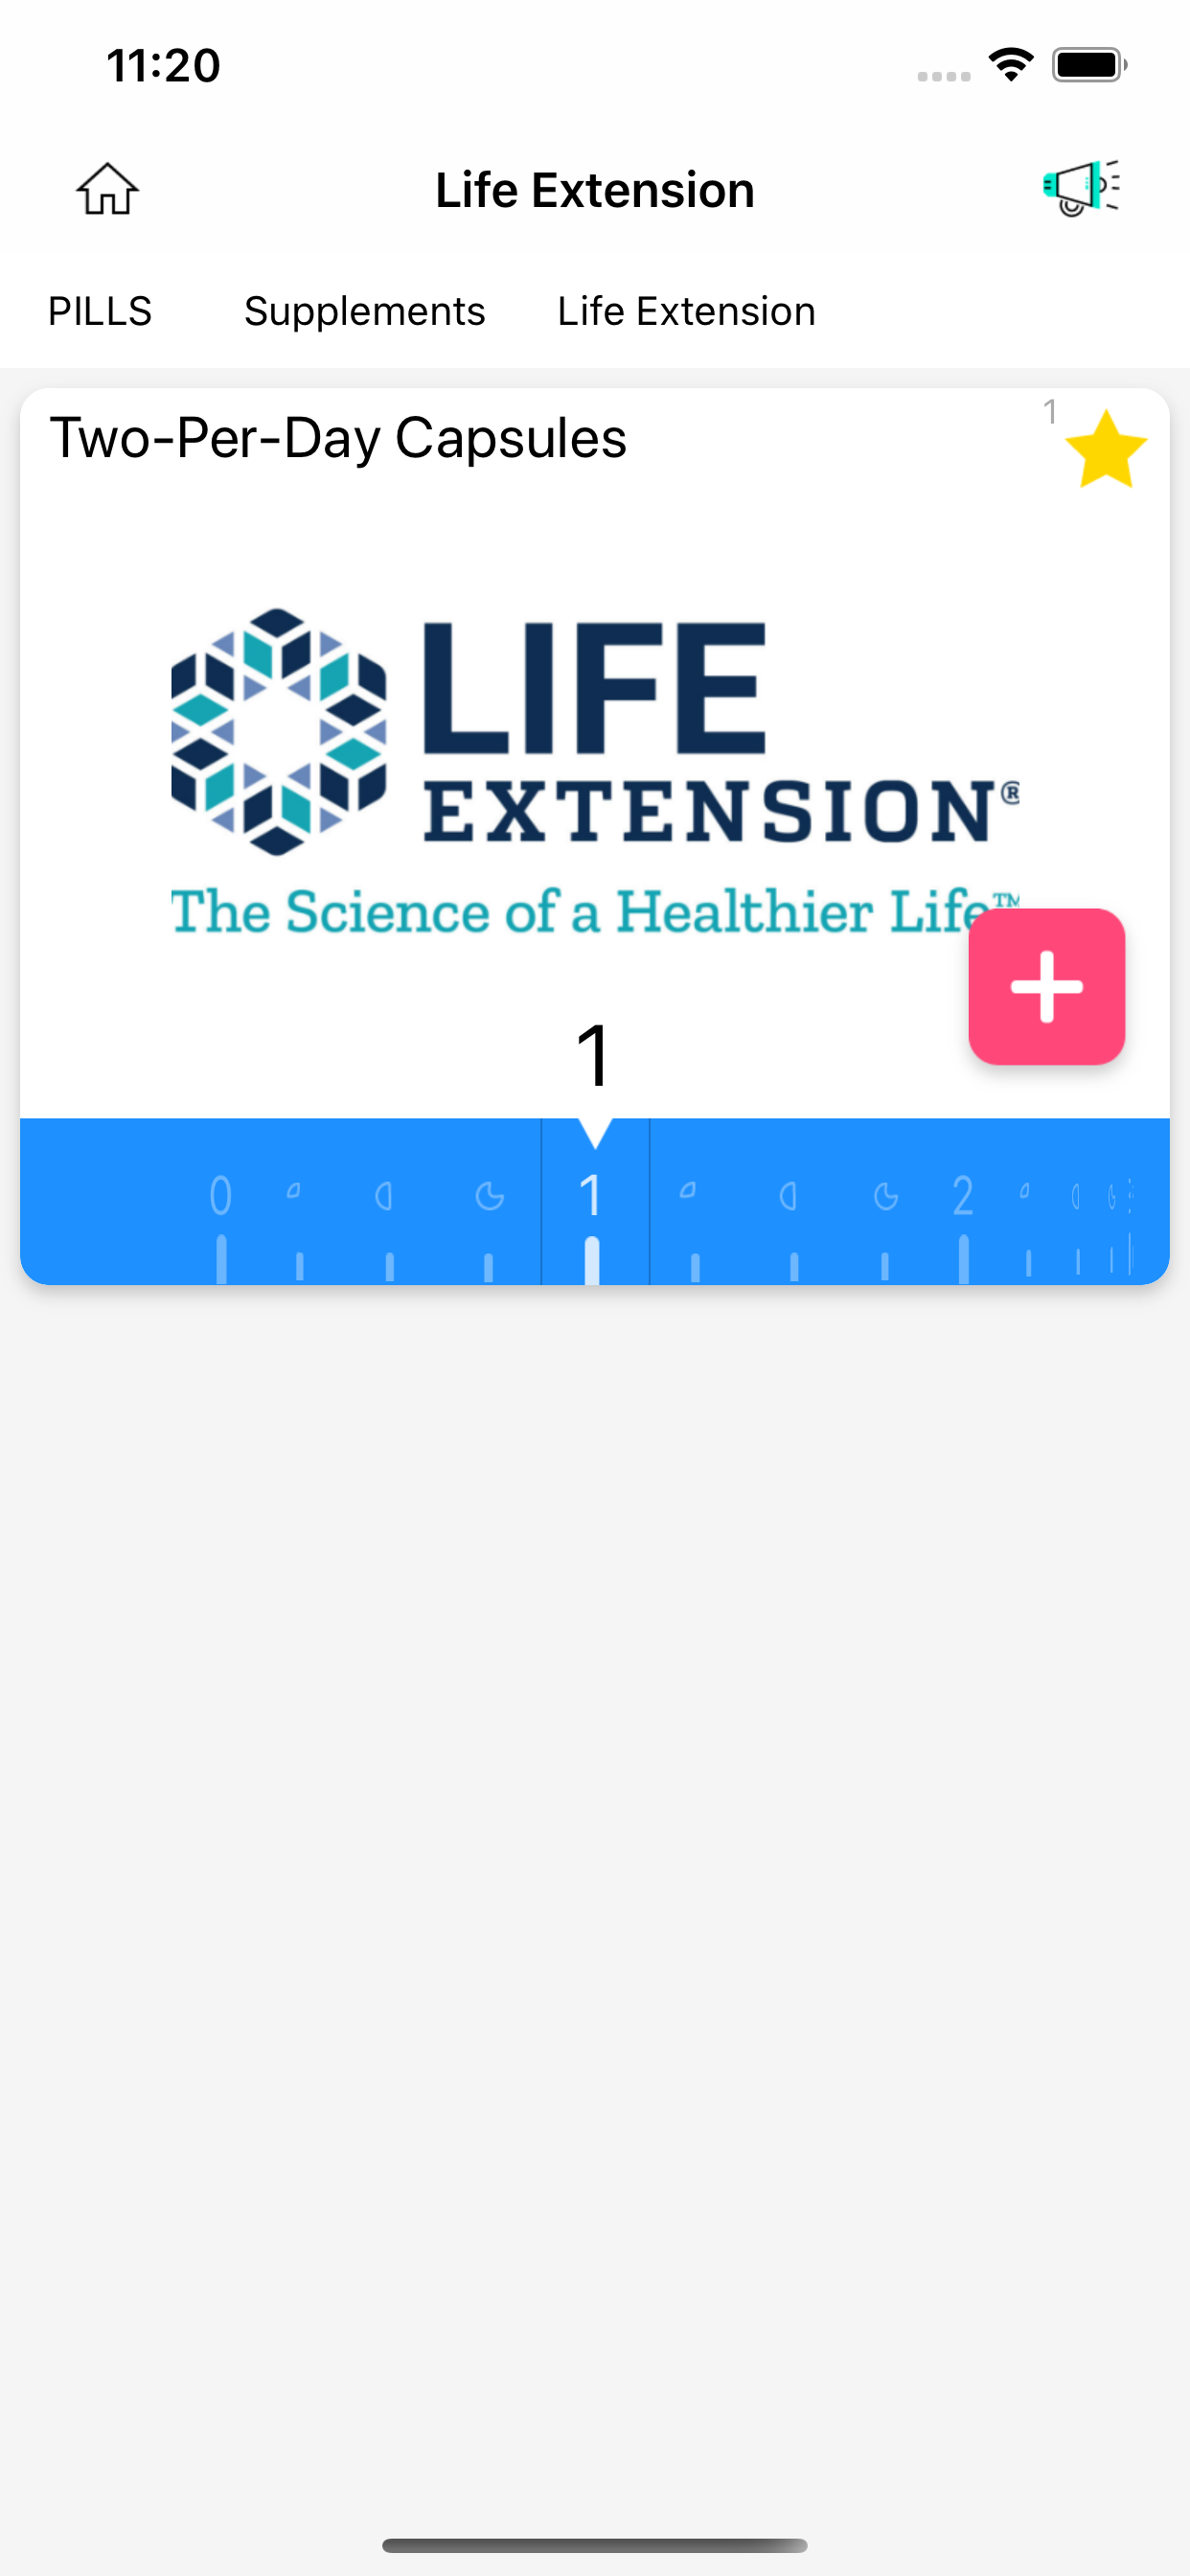 11:20
Life Extension
PILLS Supplements Life Extension
Two-Per-Day Capsules 1
LIFE
EXTENSION®
The Science of a Healthier Life™
1
0 1 2